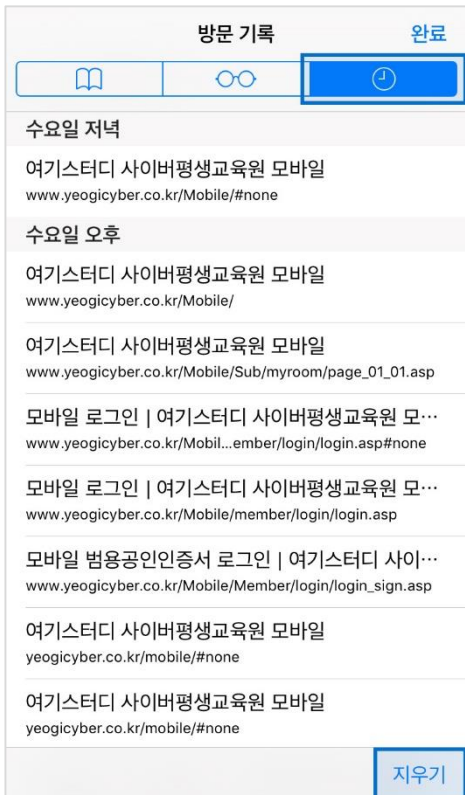 방문 기록
완료
수요일 저녁
여기스터디 사이버평생교육원 모바일
www.yeogicyber.co.kr/Mobile/#none
수요일 오후
여기스터디 사이버평생교육원 모바일
www.yeogicyber.co.kr/Mobile/
여기스터디 사이버평생교육원 모바일
www.yeogicyber.co.kr/Mobile/Sub/myroom/page_01_01.asp
모바일 로그인 | 여기스터디 사이버평생교육원 모…
www.yeogicyber.co.kr/Mobil...ember/login/login.asp#none
모바일 로그인 | 여기스터디 사이버평생교육원 모…
www.yeogicyber.co.kr/Mobile/member/login/login.asp
모바일 범용공인인증서 로그인 | 여기스터디 사이…
www.yeogicyber.co.kr/Mobile/Member/login/login_sign.asp
여기스터디 사이버평생교육원 모바일
yeogicyber.co.kr/mobile/#none
여기스터디 사이버평생교육원 모바일
yeogicyber.co.kr/mobile/#none
지우기